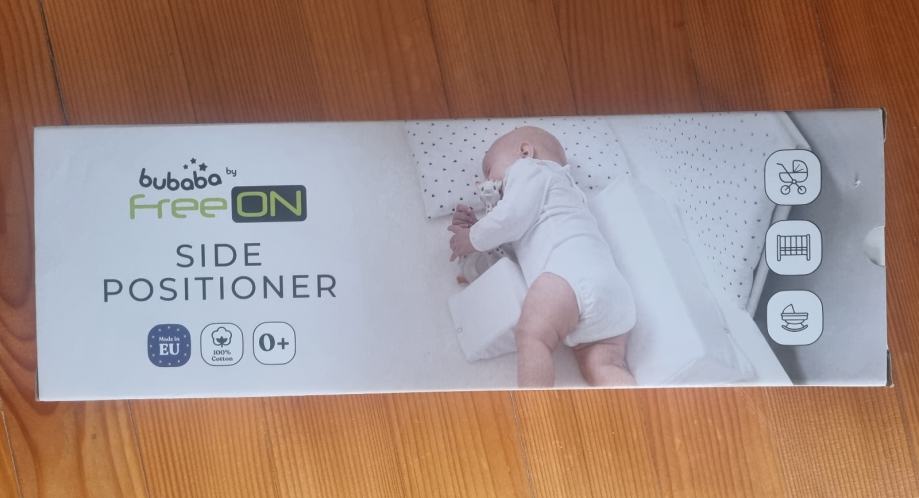 bubaba by
freeON
SIDE
POSITIONER
Made in
EU
100%
Cotton
0+